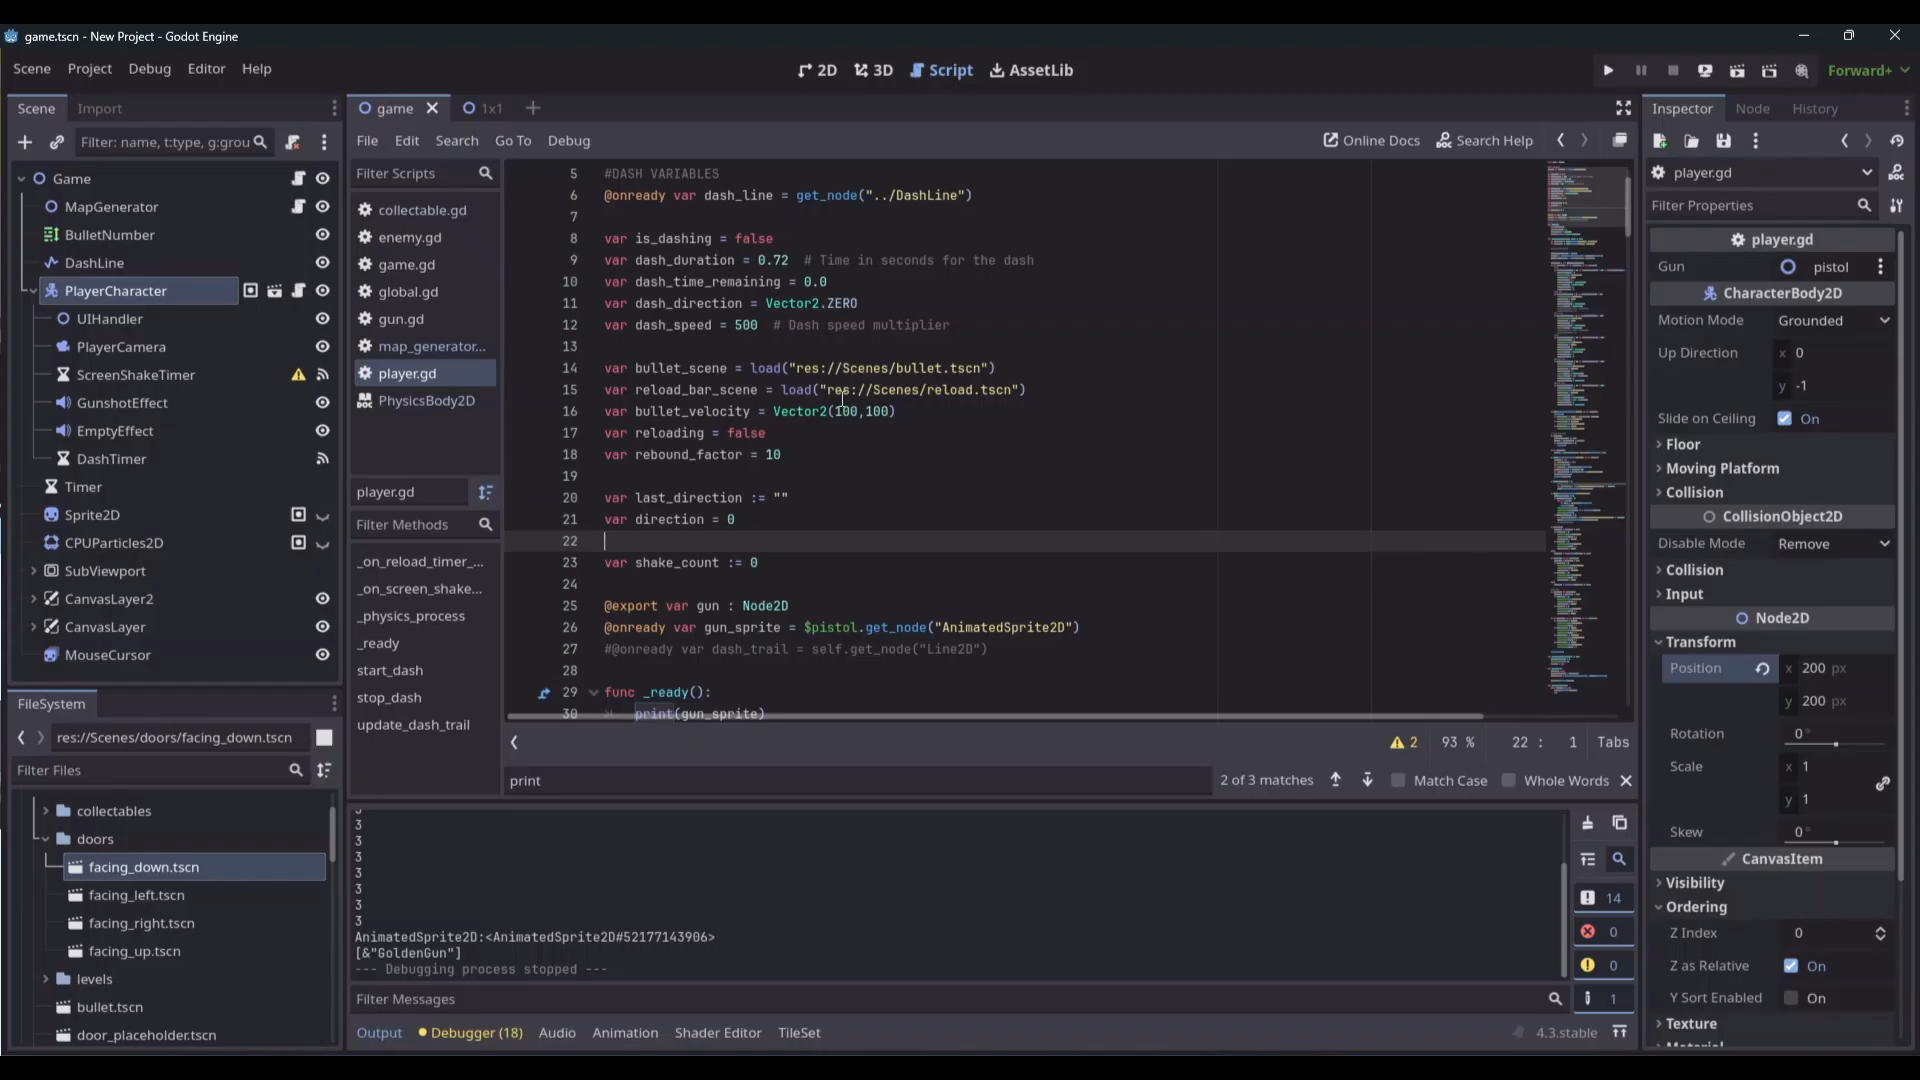 game.tscn - New Project - Godot Engine
Scene Project Debug Editor Help
2D 3D Script AssetLib
Forward+
Scene Import
Filter: name, t:type, g:grou
Game
MapGenerator
BulletNumber
DashLine
PlayerCharacter
UIHandler
PlayerCamera
ScreenShakeTimer
GunshotEffect
EmptyEffect
DashTimer
Timer
Sprite2D
CPUParticles2D
SubViewport
CanvasLayer2
CanvasLayer
MouseCursor
FileSystem
res://Scenes/doors/facing_down.tscn
Filter Files
collectables
doors
facing_down.tscn
facing_left.tscn
facing_right.tscn
facing_up.tscn
levels
bullet.tscn
door_placeholder.tscn
game 1x1
File Edit Search Go To Debug
Online Docs Search Help
Filter Scripts
collectable.gd
enemy.gd
game.gd
global.gd
gun.gd
map_generator...
player.gd
PhysicsBody2D
player.gd
Filter Methods
_on_reload_timer_...
_on_screen_shake...
_physics_process
_ready
start_dash
stop_dash
update_dash_trail
5 #DASH VARIABLES
6 @onready var dash_line = get_node("../DashLine")
7
8 var is_dashing = false
9 var dash_duration = 0.72 # Time in seconds for the dash
10 var dash_time_remaining = 0.0
11 var dash_direction = Vector2.ZERO
12 var dash_speed = 500 # Dash speed multiplier
13
14 var bullet_scene = load("res://Scenes/bullet.tscn")
15 var reload_bar_scene = load("res://Scenes/reload.tscn")
16 var bullet_velocity = Vector2(100,100)
17 var reloading = false
18 var rebound_factor = 10
19
20 var last_direction := ""
21 var direction = 0
22
23 var shake_count := 0
24
25 @export var gun : Node2D
26 @onready var gun_sprite = $pistol.get_node("AnimatedSprite2D")
27 #@onready var dash_trail = self.get_node("Line2D")
28
29 func _ready():
30 print(gun_sprite)
2 93 % 22 : 1 Tabs
print 2 of 3 matches Match Case Whole Words
3
3
3
3
3
3
3
3
AnimatedSprite2D:<AnimatedSprite2D#52177143906>
[&"GoldenGun"]
--- Debugging process stopped ---
14
0
0
1
Filter Messages
Output Debugger (18) Audio Animation Shader Editor TileSet
4.3.stable
Inspector Node History
player.gd
Filter Properties
player.gd
Gun pistol
CharacterBody2D
Motion Mode Grounded
Up Direction x 0
y -1
Slide on Ceiling On
Floor
Moving Platform
Collision
CollisionObject2D
Disable Mode Remove
Collision
Input
Node2D
Transform
Position x 200 px
y 200 px
Rotation 0 °
Scale x 1
y 1
Skew 0 °
CanvasItem
Visibility
Ordering
Z Index 0
Z as Relative On
Y Sort Enabled On
Texture
Material